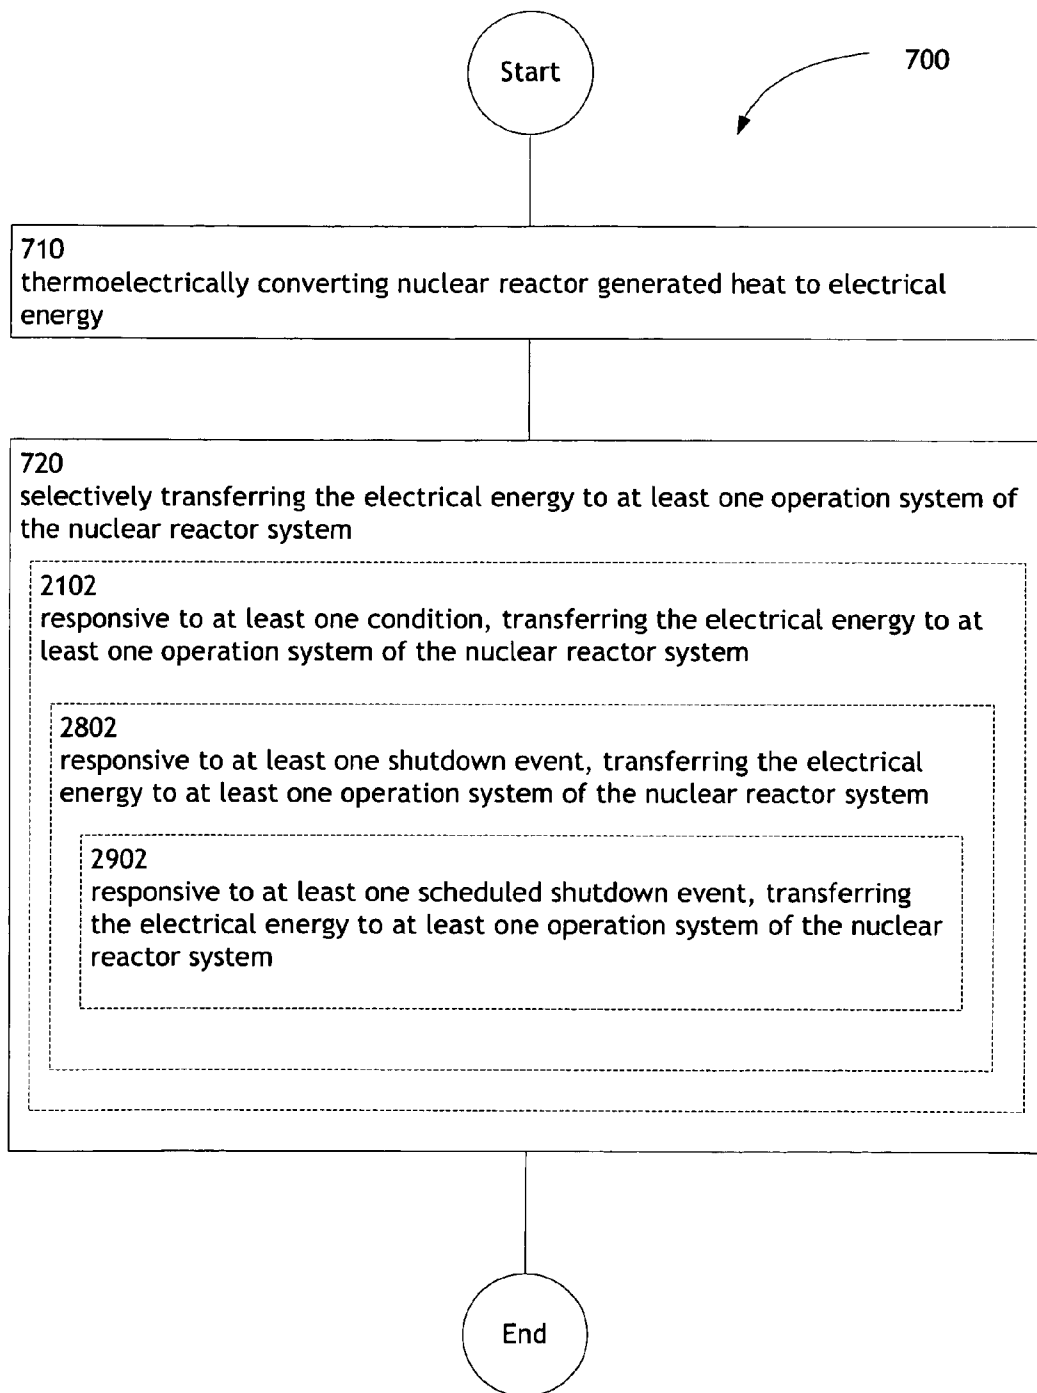 Start
700
710
thermoelectrically converting nuclear reactor generated heat to electrical
energy
720
selectively transferring the electrical energy to at least one operation system of
the nuclear reactor system
2102
responsive to at least one condition, transferring the electrical energy to at
least one operation system of the nuclear reactor system
2802
responsive to at least one shutdown event, transferring the electrical
energy to at least one operation system of the nuclear reactor system
2902
responsive to at least one scheduled shutdown event, transferring
the electrical energy to at least one operation system of the nuclear
reactor system
End